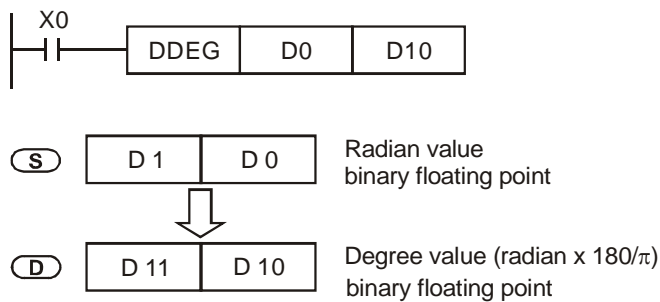 X0
DDEG D0 D10
S D 1 D 0 Radian value
binary floating point
D D 11 D 10 Degree value (radian x 180/π)
binary floating point